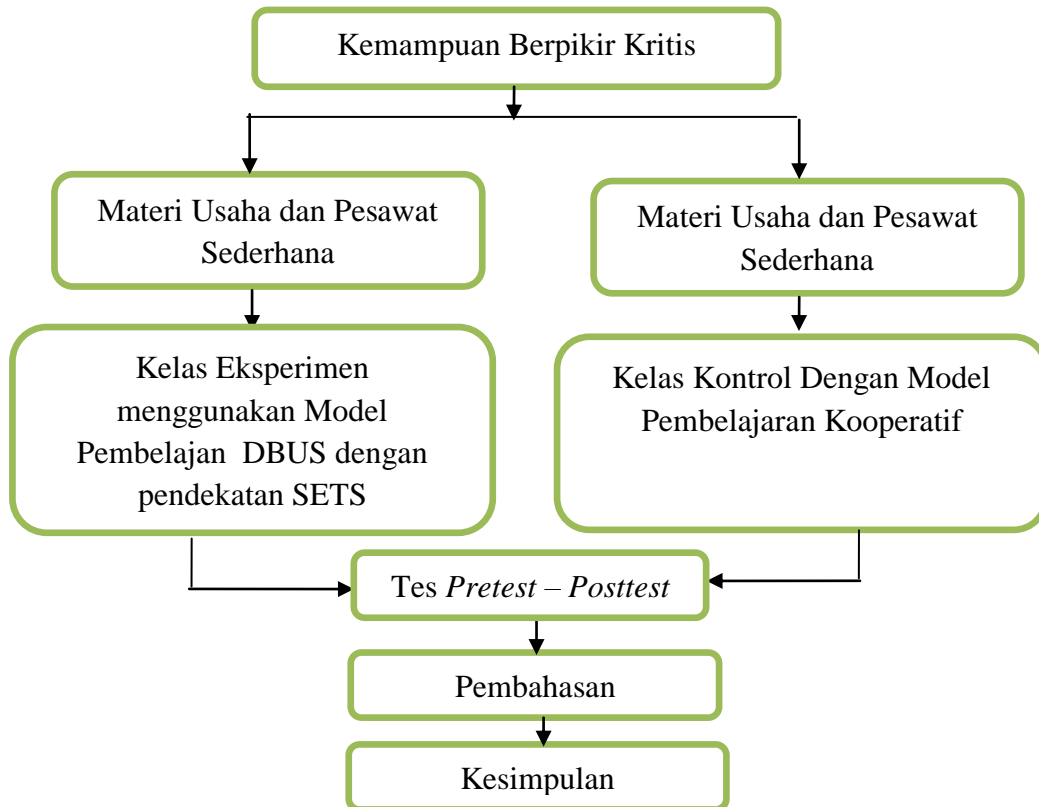 Kemampuan Berpikir Kritis
Materi Usaha dan Pesawat
Sederhana
Materi Usaha dan Pesawat
Sederhana
Kelas Eksperimen
menggunakan Model
Pembelajan DBUS dengan
pendekatan SETS
Kelas Kontrol Dengan Model
Pembelajaran Kooperatif
Tes Pretest – Posttest
Pembahasan
Kesimpulan